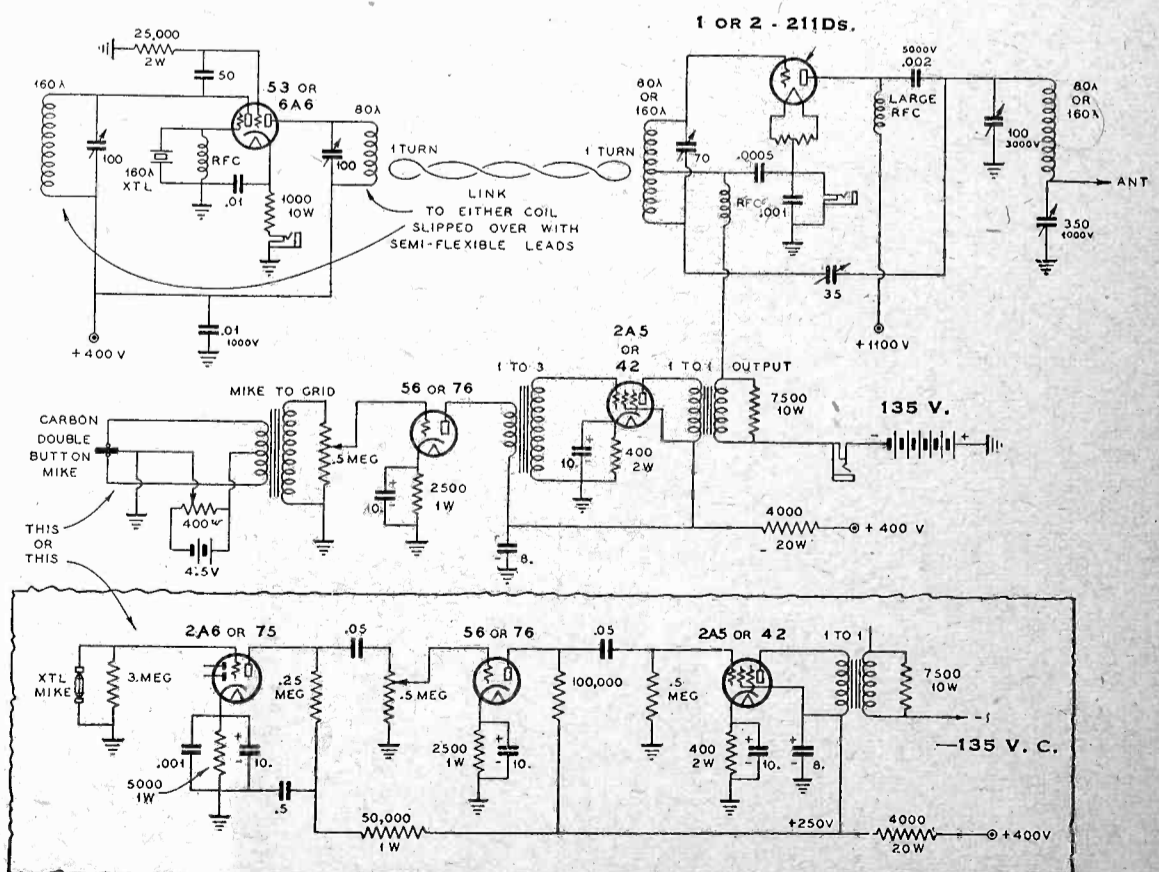 1 OR 2 - 211Ds.
25,000
2W
50
160λ
53 OR
6A6
80λ
100
RFC
160λ
XTL
.01
100
1000
10W
1 TURN
1 TURN
LINK
TO EITHER COIL
SLIPPED OVER WITH
SEMI-FLEXIBLE LEADS
.01
1000V
+ 400 V
80λ
OR
160λ
70
.0005
RFC
.001
35
5000V
.002
LARGE
RFC
100
3000V
80λ
OR
160λ
ANT
350
1000V
+1100V
MIKE TO GRID
CARBON
DOUBLE
BUTTON
MIKE
400 ω
4.5V
.5 MEG
56 OR 76
10.
2500
1W
1 TO 3
2A5
OR
42
10.
400
2W
1 TO 1 OUTPUT
7500
10W
135 V.
- +
8.
4000
20W
+ 400 V
THIS
OR
THIS
2A6 OR 75
XTL
MIKE
3. MEG
.001
5000
1W
10.
.5
.25
MEG
.05
.5 MEG
56 OR 76
2500
1W
10.
.05
100,000
.5
MEG
2A5 OR 42
400
2W
10.
8.
1 TO 1
7500
10W
—135 V. C.
50,000
1W
+250V
4000
20W
+400V